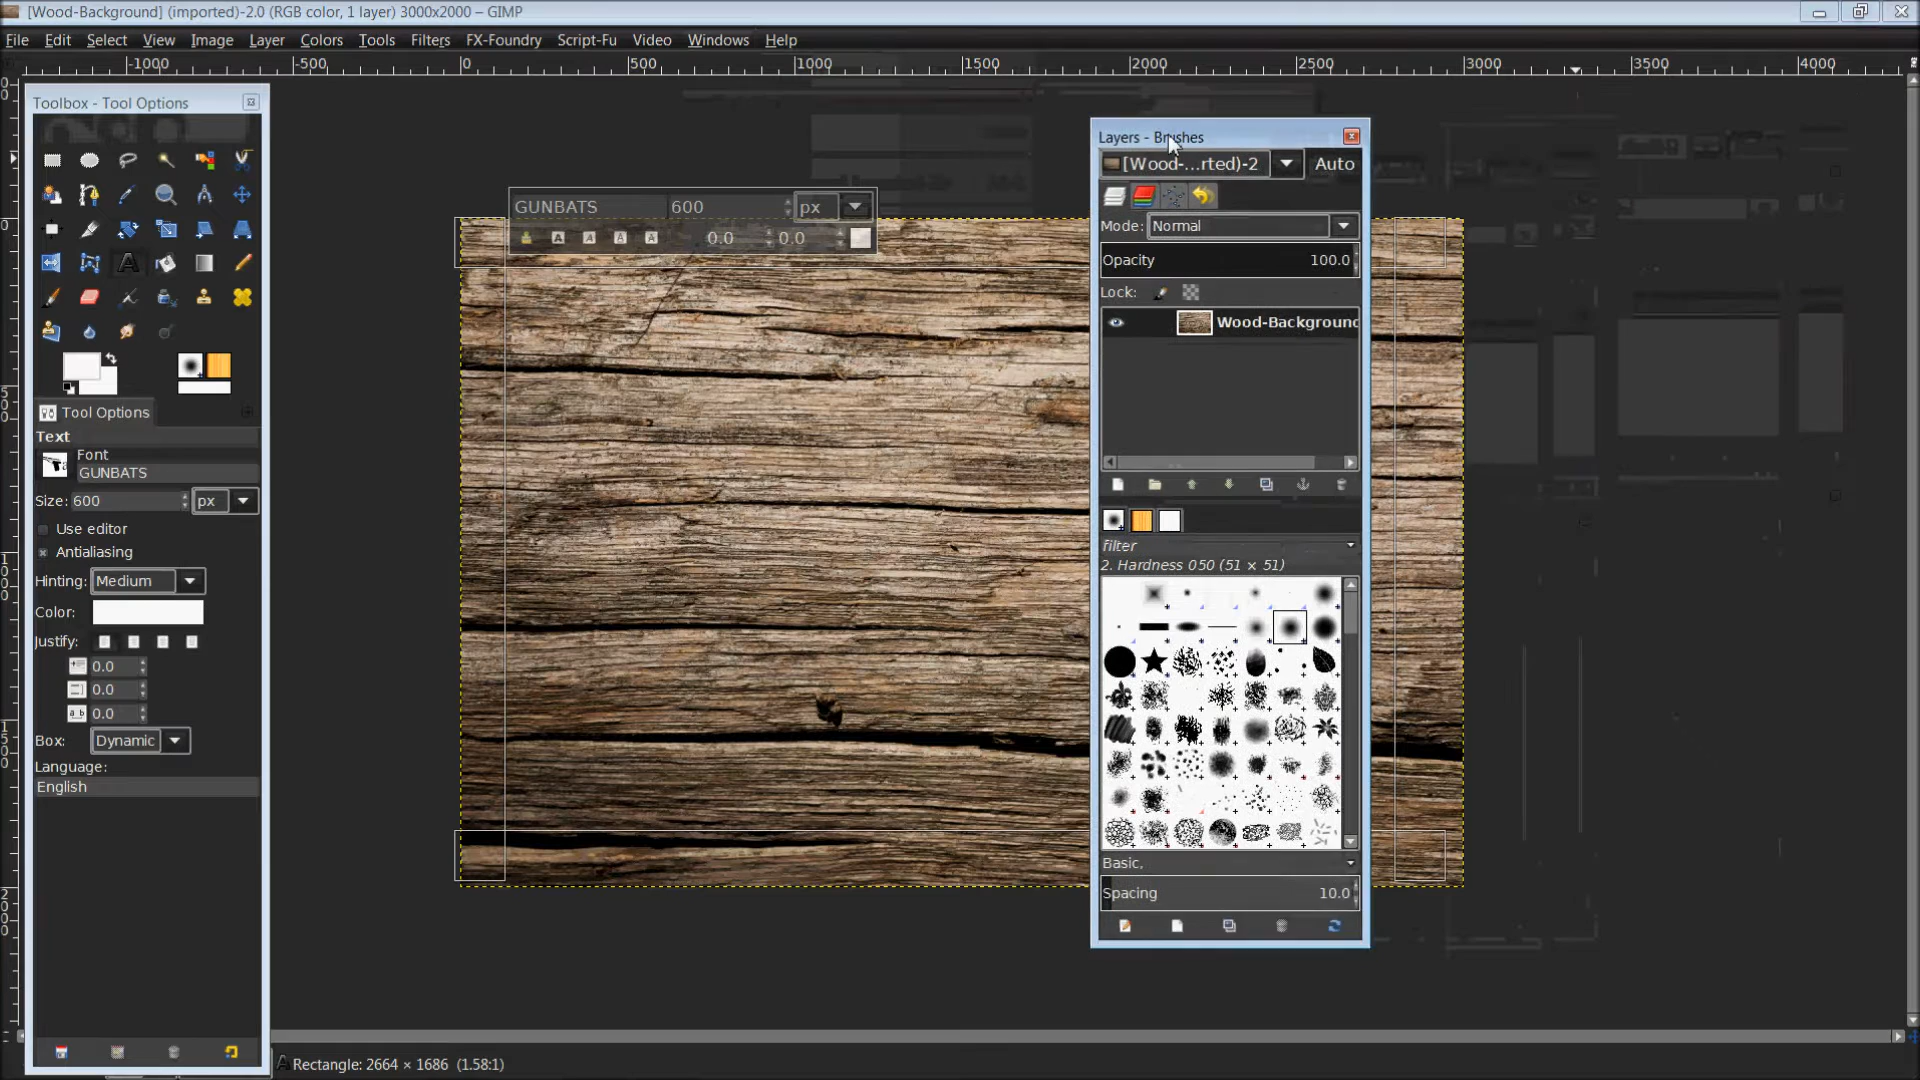 [Wood-Background] (imported)-2.0 (RGB color, 1 layer) 3000x2000 – GIMP
File Edit Select View Image Layer Colors Tools Filters FX-Foundry Script-Fu Video Windows Help
-1000 -500 0 500 1000 1500 2000 2500 3000 3500 4000
Toolbox - Tool Options
Tool Options
Text
Font
GUNBATS
Size: 600 px
Use editor
Antialiasing
Hinting: Medium
Color:
Justify:
0.0
0.0
0.0
Box: Dynamic
Language:
English
GUNBATS 600 px
0.0 0.0
Layers - Brushes
[Wood-...rted)-2 Auto
Mode: Normal
Opacity 100.0
Lock:
Wood-Background
filter
2. Hardness 050 (51 × 51)
Basic,
Spacing 10.0
Rectangle: 2664 × 1686 (1.58:1)